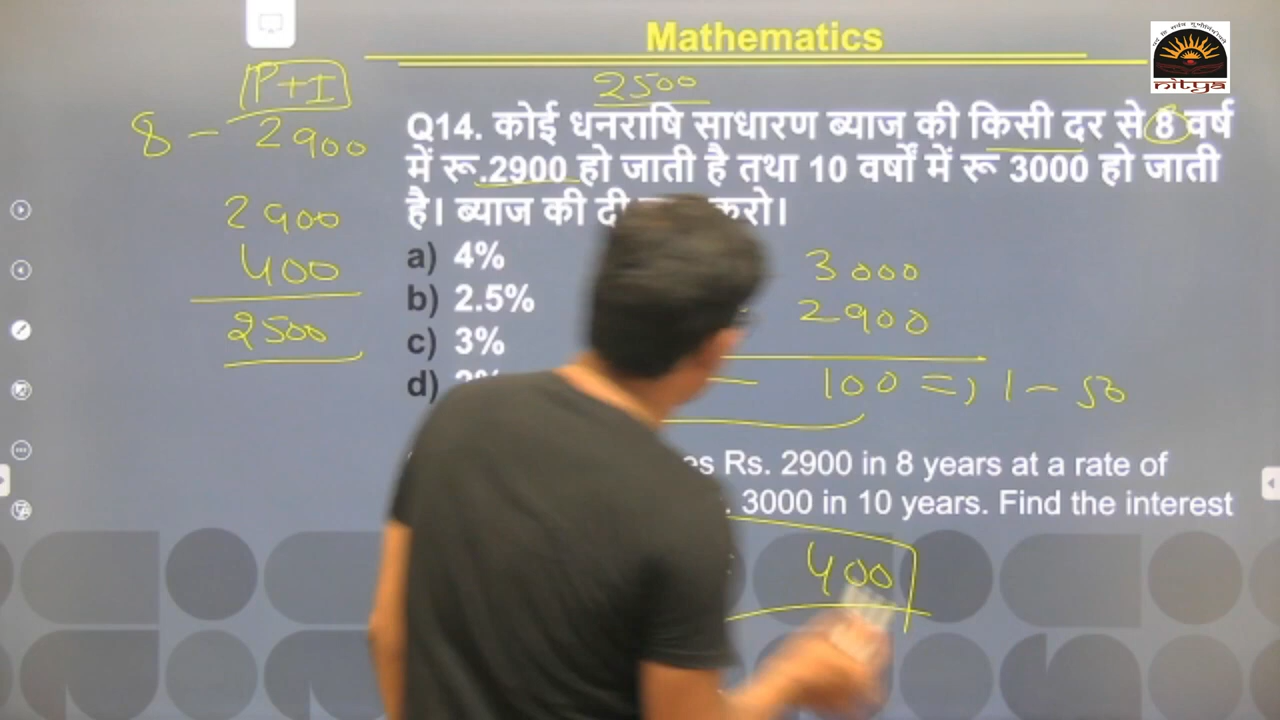 Mathematics
nitya
P+I
8 - 2900
2900
400
2500
2500
Q14. कोई धनराषि साधारण ब्याज की किसी दर से 8 वर्ष
में रू.2900 हो जाती है तथा 10 वर्षों में रू 3000 हो जाती
है। ब्याज की करो।
a) 4%
b) 2.5%
c) 3%
d)
3000
2900
100 => 1 - 50
es Rs. 2900 in 8 years at a rate of
. 3000 in 10 years. Find the interest
400